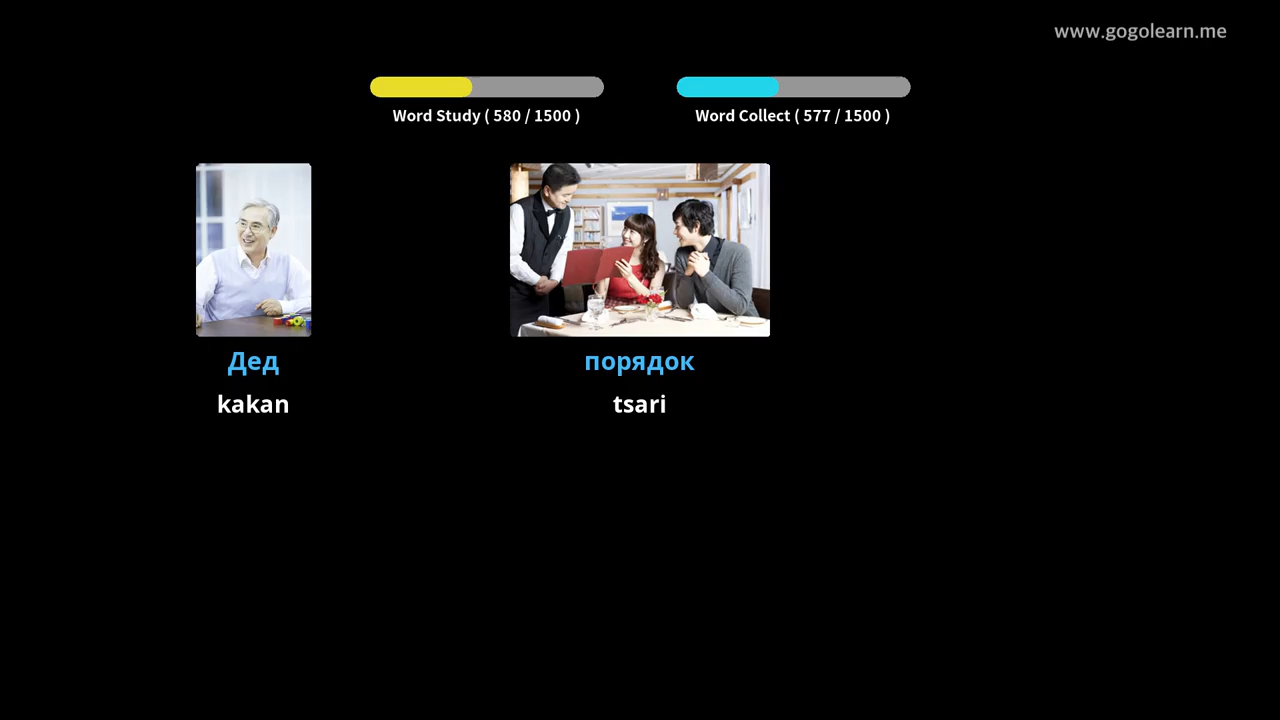 www.gogolearn.me
Word Study ( 580 / 1500 )
Word Collect ( 577 / 1500 )
Дед
порядок
kakan
tsari